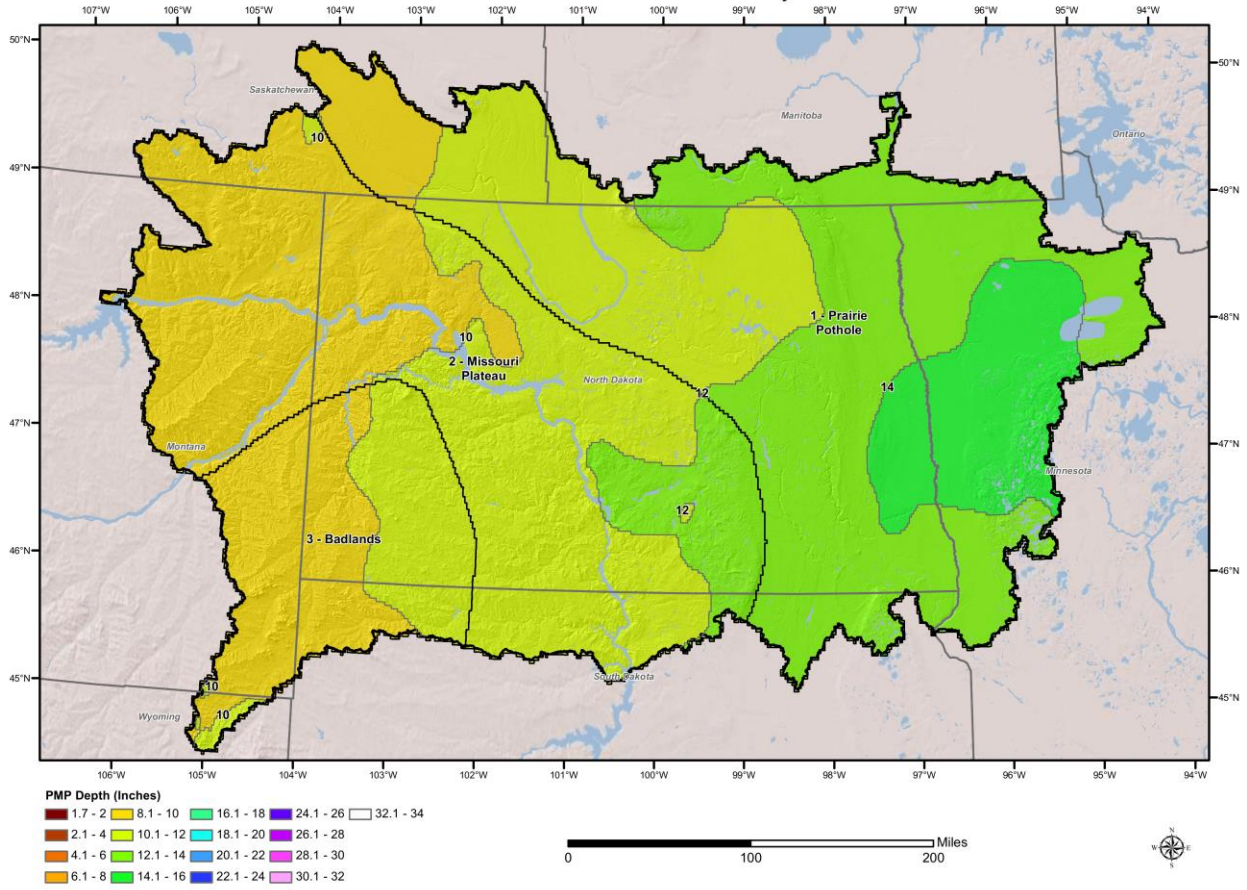 106°W 105°W 104°W 103°W 102°W 101°W 100°W 99°W 98°W 97°W 96°W 95°W 94°W
50°N 50°N
Saskatchewan
Manitoba
Ontario
10
49°N 49°N
48°N 48°N
1 - Prairie
Pothole
10
2 - Missouri
Plateau
North Dakota
12
14
47°N 47°N
Montana
Minnesota
12
3 - Badlands
46°N 46°N
45°N 45°N
South Dakota
10
10
Wyoming
106°W 105°W 104°W 103°W 102°W 101°W 100°W 99°W 98°W 97°W 96°W 95°W 94°W
PMP Depth (Inches)
1.7 - 2 8.1 - 10 16.1 - 18 24.1 - 26 32.1 - 34
2.1 - 4 10.1 - 12 18.1 - 20 26.1 - 28
4.1 - 6 12.1 - 14 20.1 - 22 28.1 - 30
6.1 - 8 14.1 - 16 22.1 - 24 30.1 - 32
Miles
0 100 200
N
W E
S